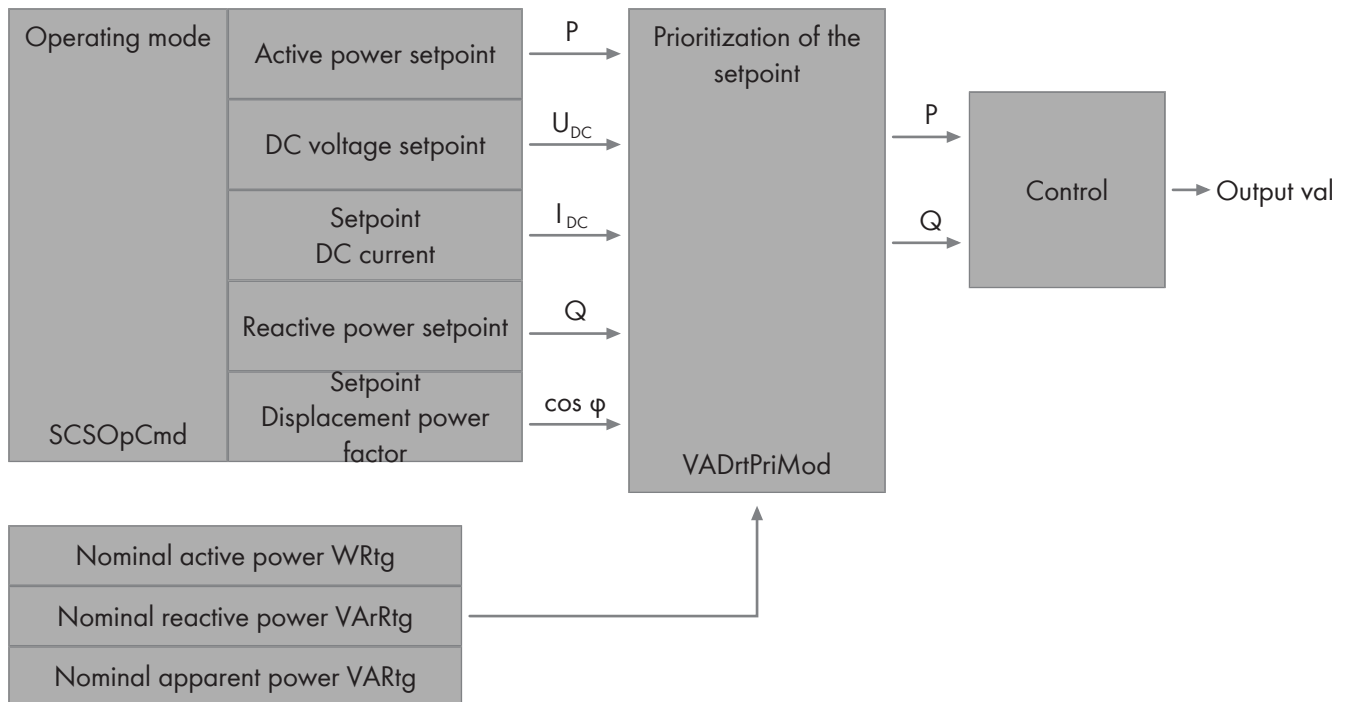 Operating mode
SCSOpCmd
Active power setpoint
DC voltage setpoint
Setpoint
DC current
Reactive power setpoint
Setpoint
Displacement power
factor
P
U DC
I DC
Q
cos φ
Prioritization of the
setpoint
VADrtPriMod
P
Q
Control
Output val
Nominal active power WRtg
Nominal reactive power VArRtg
Nominal apparent power VARtg